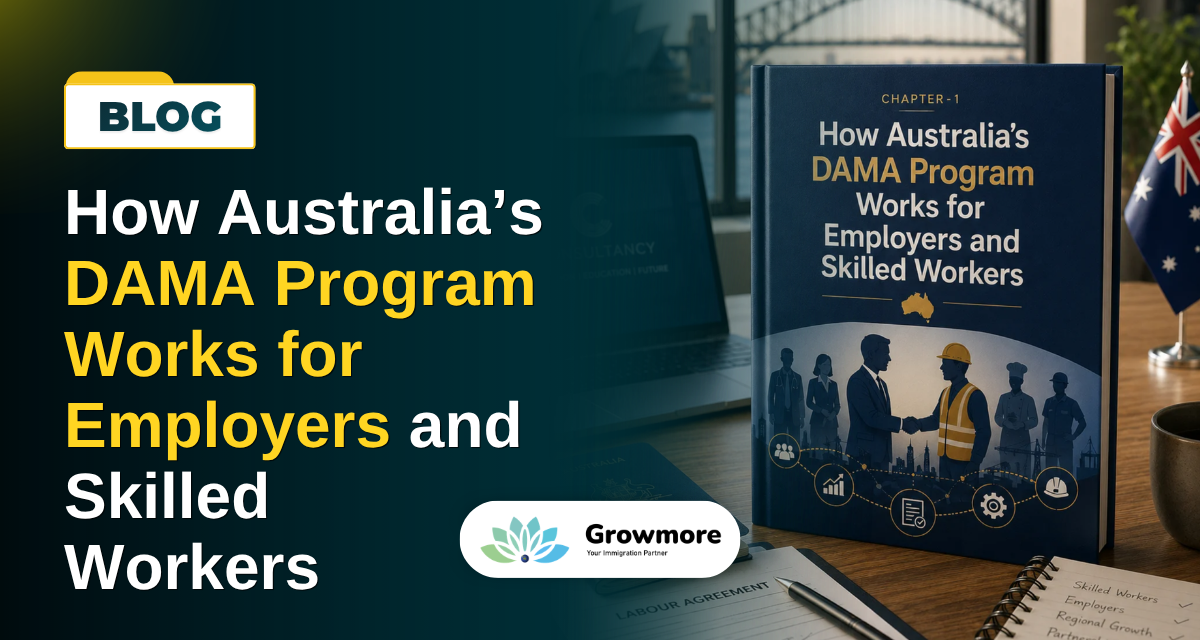 BLOG
How Australia's
DAMA Program
Works for
Employers and
Skilled
Workers
Growmore
Your Immigration Partner
CHAPTER-1
How Australia's
DAMA Program
Works for
Employers and
Skilled Workers
LABOUR AGREEMENT
Skilled Workers
Employers
Regional Growth